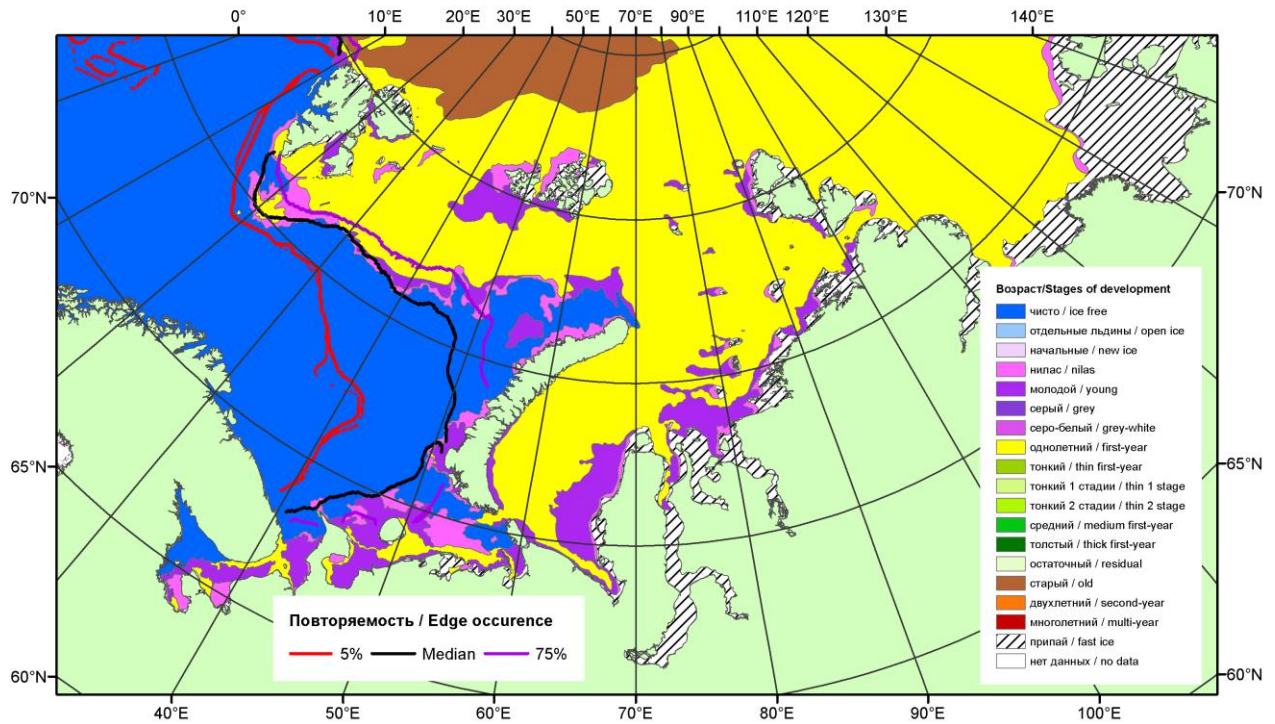 0° 10°E 20°E 30°E 50°E 70°E 90°E 110°E 120°E 130°E 140°E
70°N 70°N
65°N 65°N
60°N 60°N
Возраст/Stages of development
чисто / ice free
отдельные льдины / open ice
начальные / new ice
нилас / nilas
молодой / young
серый / grey
серо-белый / grey-white
однолетний / first-year
тонкий / thin first-year
тонкий 1 стадии / thin 1 stage
тонкий 2 стадии / thin 2 stage
средний / medium first-year
толстый / thick first-year
остаточный / residual
старый / old
двухлетний / second-year
многолетний / multi-year
припай / fast ice
нет данных / no data
Повторяемость / Edge occurence
5% Median 75%
40°E 50°E 60°E 70°E 80°E 90°E 100°E